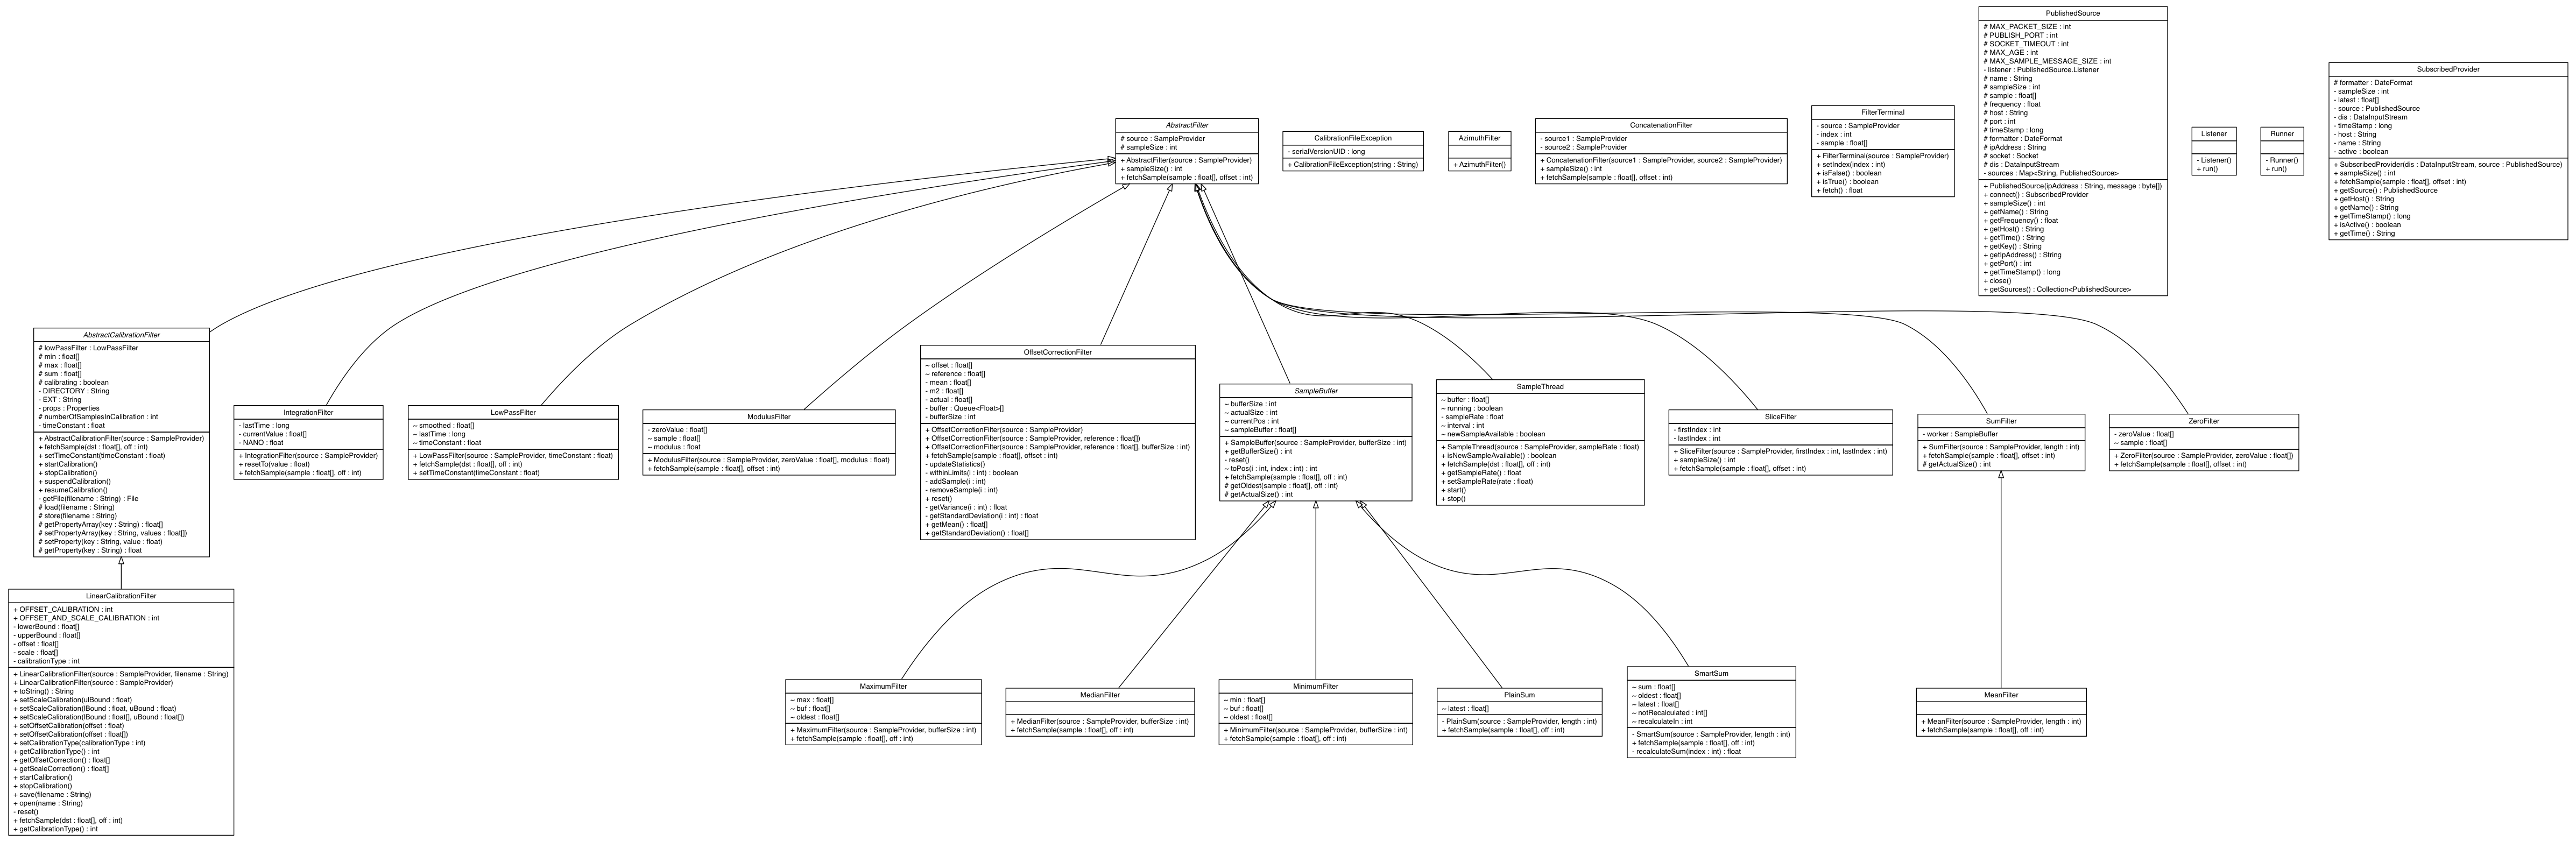 PublishedSource
# MAX_PACKET_SIZE : int
# PUBLISH_PORT : int
# SOCKET_TIMEOUT : int
# MAX_AGE : int
# MAX_SAMPLE_MESSAGE_SIZE : int
- listener : PublishedSource.Listener
# name : String
# sampleSize : int
# sample : float[]
# frequency : float
# host : String
# port : int
# timeStamp : long
# formatter : DateFormat
# ipAddress : String
# socket : Socket
# dis : DataInputStream
- sources : Map<String, PublishedSource>
+ PublishedSource(ipAddress : String, message : byte[])
+ connect() : SubscribedProvider
+ sampleSize() : int
+ getName() : String
+ getFrequency() : float
+ getHost() : String
+ getTime() : String
+ getKey() : String
+ getIpAddress() : String
+ getPort() : int
+ getTimeStamp() : long
+ close()
+ getSources() : Collection<PublishedSource>
SubscribedProvider
# formatter : DateFormat
- sampleSize : int
- latest : float[]
- source : PublishedSource
- dis : DataInputStream
- timeStamp : long
- host : String
- name : String
- active : boolean
+ SubscribedProvider(dis : DataInputStream, source : PublishedSource)
+ sampleSize() : int
+ fetchSample(sample : float[], offset : int)
+ getSource() : PublishedSource
+ getHost() : String
+ getName() : String
+ getTimeStamp() : long
+ isActive() : boolean
+ getTime() : String
AbstractFilter
# source : SampleProvider
# sampleSize : int
+ AbstractFilter(source : SampleProvider)
+ sampleSize() : int
+ fetchSample(sample : float[], offset : int)
CalibrationFileException
- serialVersionUID : long
+ CalibrationFileException(string : String)
AzimuthFilter
+ AzimuthFilter()
ConcatenationFilter
- source1 : SampleProvider
- source2 : SampleProvider
+ ConcatenationFilter(source1 : SampleProvider, source2 : SampleProvider)
+ sampleSize() : int
+ fetchSample(sample : float[], offset : int)
FilterTerminal
- source : SampleProvider
- index : int
- sample : float[]
+ FilterTerminal(source : SampleProvider)
+ setIndex(index : int)
+ isFalse() : boolean
+ isTrue() : boolean
+ fetch() : float
Listener
- Listener()
+ run()
Runner
- Runner()
+ run()
AbstractCalibrationFilter
# lowPassFilter : LowPassFilter
# min : float[]
# max : float[]
# sum : float[]
# calibrating : boolean
- DIRECTORY : String
- EXT : String
- props : Properties
# numberOfSamplesInCalibration : int
- timeConstant : float
+ AbstractCalibrationFilter(source : SampleProvider)
+ fetchSample(dst : float[], off : int)
+ setTimeConstant(timeConstant : float)
+ startCalibration()
+ stopCalibration()
+ suspendCalibration()
+ resumeCalibration()
- getFile(filename : String) : File
# load(filename : String)
# store(filename : String)
# getPropertyArray(key : String) : float[]
# setPropertyArray(key : String, values : float[])
# setProperty(key : String, value : float)
# getProperty(key : String) : float
IntegrationFilter
- lastTime : long
- currentValue : float[]
- NANO : float
+ IntegrationFilter(source : SampleProvider)
+ resetTo(value : float)
+ fetchSample(sample : float[], off : int)
LowPassFilter
~ smoothed : float[]
~ lastTime : long
~ timeConstant : float
+ LowPassFilter(source : SampleProvider, timeConstant : float)
+ fetchSample(dst : float[], off : int)
+ setTimeConstant(timeConstant : float)
ModulusFilter
- zeroValue : float[]
~ sample : float[]
~ modulus : float
+ ModulusFilter(source : SampleProvider, zeroValue : float[], modulus : float)
+ fetchSample(sample : float[], offset : int)
OffsetCorrectionFilter
~ offset : float[]
~ reference : float[]
- mean : float[]
- m2 : float[]
- actual : float[]
- buffer : Queue<Float>[]
- bufferSize : int
+ OffsetCorrectionFilter(source : SampleProvider)
+ OffsetCorrectionFilter(source : SampleProvider, reference : float[])
+ OffsetCorrectionFilter(source : SampleProvider, reference : float[], bufferSize : int)
+ fetchSample(sample : float[], offset : int)
- updateStatistics()
- withinLimits(i : int) : boolean
- addSample(i : int)
- removeSample(i : int)
+ reset()
- getVariance(i : int) : float
- getStandardDeviation(i : int) : float
+ getMean() : float[]
+ getStandardDeviation() : float[]
SampleBuffer
~ bufferSize : int
~ actualSize : int
~ currentPos : int
~ sampleBuffer : float[]
+ SampleBuffer(source : SampleProvider, bufferSize : int)
+ getBufferSize() : int
- reset()
~ toPos(i : int, index : int) : int
+ fetchSample(sample : float[], off : int)
# getOldest(sample : float[], off : int)
# getActualSize() : int
SampleThread
~ buffer : float[]
~ running : boolean
- sampleRate : float
~ interval : int
~ newSampleAvailable : boolean
+ SampleThread(source : SampleProvider, sampleRate : float)
+ isNewSampleAvailable() : boolean
+ fetchSample(dst : float[], off : int)
+ getSampleRate() : float
+ setSampleRate(rate : float)
+ start()
+ stop()
SliceFilter
- firstIndex : int
- lastIndex : int
+ SliceFilter(source : SampleProvider, firstIndex : int, lastIndex : int)
+ sampleSize() : int
+ fetchSample(sample : float[], offset : int)
SumFilter
- worker : SampleBuffer
+ SumFilter(source : SampleProvider, length : int)
+ fetchSample(sample : float[], offset : int)
# getActualSize() : int
ZeroFilter
- zeroValue : float[]
~ sample : float[]
+ ZeroFilter(source : SampleProvider, zeroValue : float[])
+ fetchSample(sample : float[], offset : int)
LinearCalibrationFilter
+ OFFSET_CALIBRATION : int
+ OFFSET_AND_SCALE_CALIBRATION : int
- lowerBound : float[]
- upperBound : float[]
- offset : float[]
- scale : float[]
- calibrationType : int
+ LinearCalibrationFilter(source : SampleProvider, filename : String)
+ LinearCalibrationFilter(source : SampleProvider)
+ toString() : String
+ setScaleCalibration(ulBound : float)
+ setScaleCalibration(lBound : float, uBound : float)
+ setScaleCalibration(lBound : float[], uBound : float[])
+ setOffsetCalibration(offset : float)
+ setOffsetCalibration(offset : float[])
+ setCalibrationType(calibrationType : int)
+ getCallibrationType() : int
+ getOffsetCorrection() : float[]
+ getScaleCorrection() : float[]
+ startCalibration()
+ stopCalibration()
+ save(filename : String)
+ open(name : String)
- reset()
+ fetchSample(dst : float[], off : int)
+ getCalibrationType() : int
MaximumFilter
~ max : float[]
~ buf : float[]
~ oldest : float[]
+ MaximumFilter(source : SampleProvider, bufferSize : int)
+ fetchSample(sample : float[], off : int)
MedianFilter
+ MedianFilter(source : SampleProvider, bufferSize : int)
+ fetchSample(sample : float[], off : int)
MinimumFilter
~ min : float[]
~ buf : float[]
~ oldest : float[]
+ MinimumFilter(source : SampleProvider, bufferSize : int)
+ fetchSample(sample : float[], off : int)
PlainSum
~ latest : float[]
- PlainSum(source : SampleProvider, length : int)
+ fetchSample(sample : float[], off : int)
SmartSum
~ sum : float[]
~ oldest : float[]
~ latest : float[]
~ notRecalculated : int[]
~ recalculateIn : int
- SmartSum(source : SampleProvider, length : int)
+ fetchSample(sample : float[], off : int)
- recalculateSum(index : int) : float
MeanFilter
+ MeanFilter(source : SampleProvider, length : int)
+ fetchSample(sample : float[], off : int)